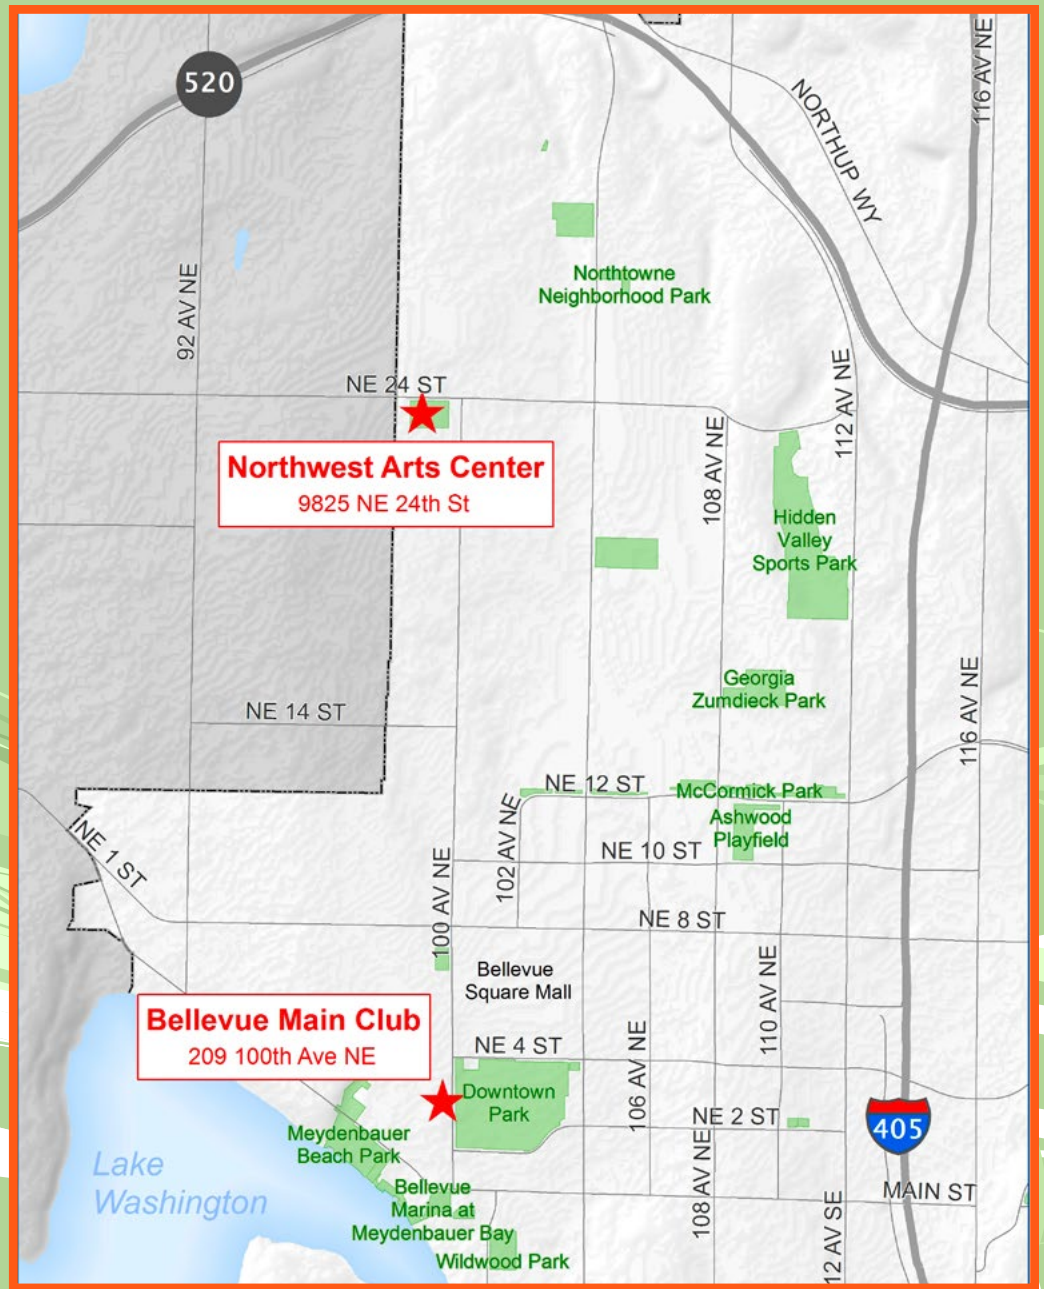 520
116 AV NE
NORTHUP WY
92 AV NE
Northtowne
Neighborhood Park
NE 24 ST
112 AV NE
108 AV NE
Northwest Arts Center
9825 NE 24th St
Hidden
Valley
Sports Park
Georgia
Zumdieck Park
116 AV NE
NE 14 ST
NE 12 ST
McCormick Park
Ashwood
Playfield
102 AV NE
NE 10 ST
NE 1 ST
100 AV NE
NE 8 ST
Bellevue
Square Mall
110 AV NE
Bellevue Main Club
209 100th Ave NE
NE 4 ST
106 AV NE
Downtown
Park
NE 2 ST
405
Meydenbauer
Beach Park
108 AV NE
Lake
Washington
Bellevue
Marina at
Meydenbauer Bay
MAIN ST
12 AV SE
Wildwood Park